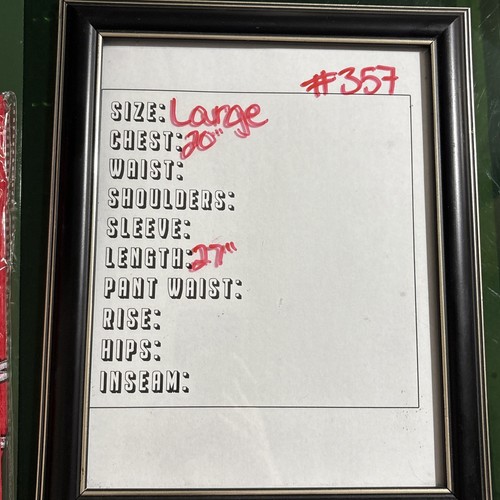 #357
SIZE: Large
CHEST: 20"
WAIST:
SHOULDERS:
SLEEVE:
LENGTH: 27"
PANT WAIST:
RISE:
HIPS:
INSEAM: